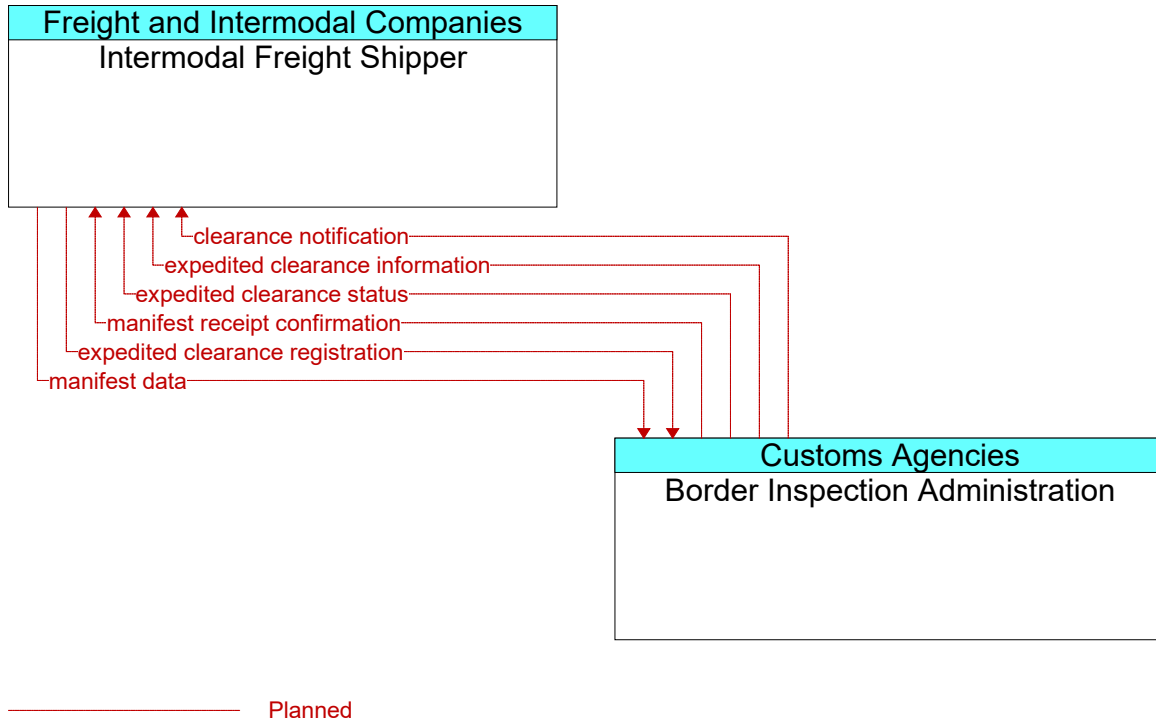 Freight and Intermodal Companies
Intermodal Freight Shipper
clearance notification
expedited clearance information
expedited clearance status
manifest receipt confirmation
expedited clearance registration
manifest data
Customs Agencies
Border Inspection Administration
Planned